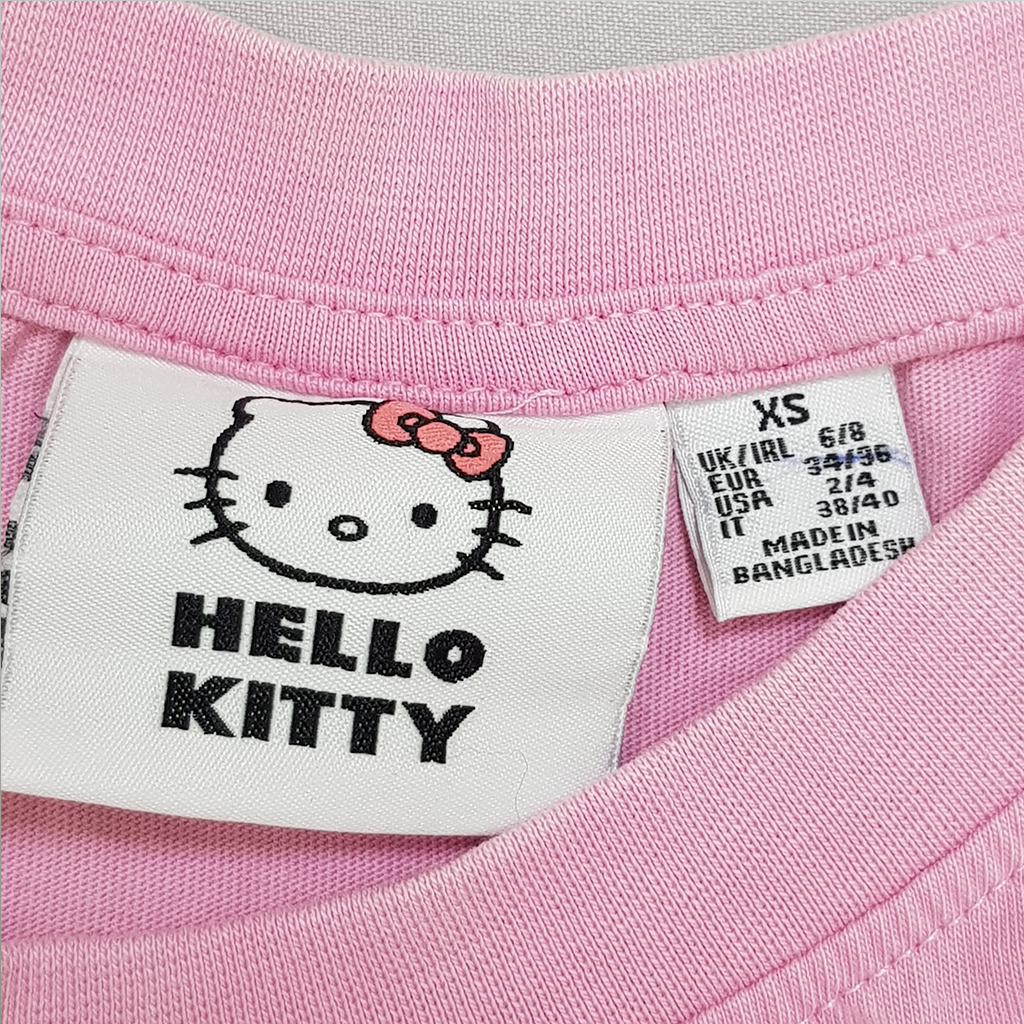 HELLO
KITTY
XS
UK/IRL 6/8
EUR 34/36
USA 2/4
IT 38/40
MADE IN
BANGLADESH